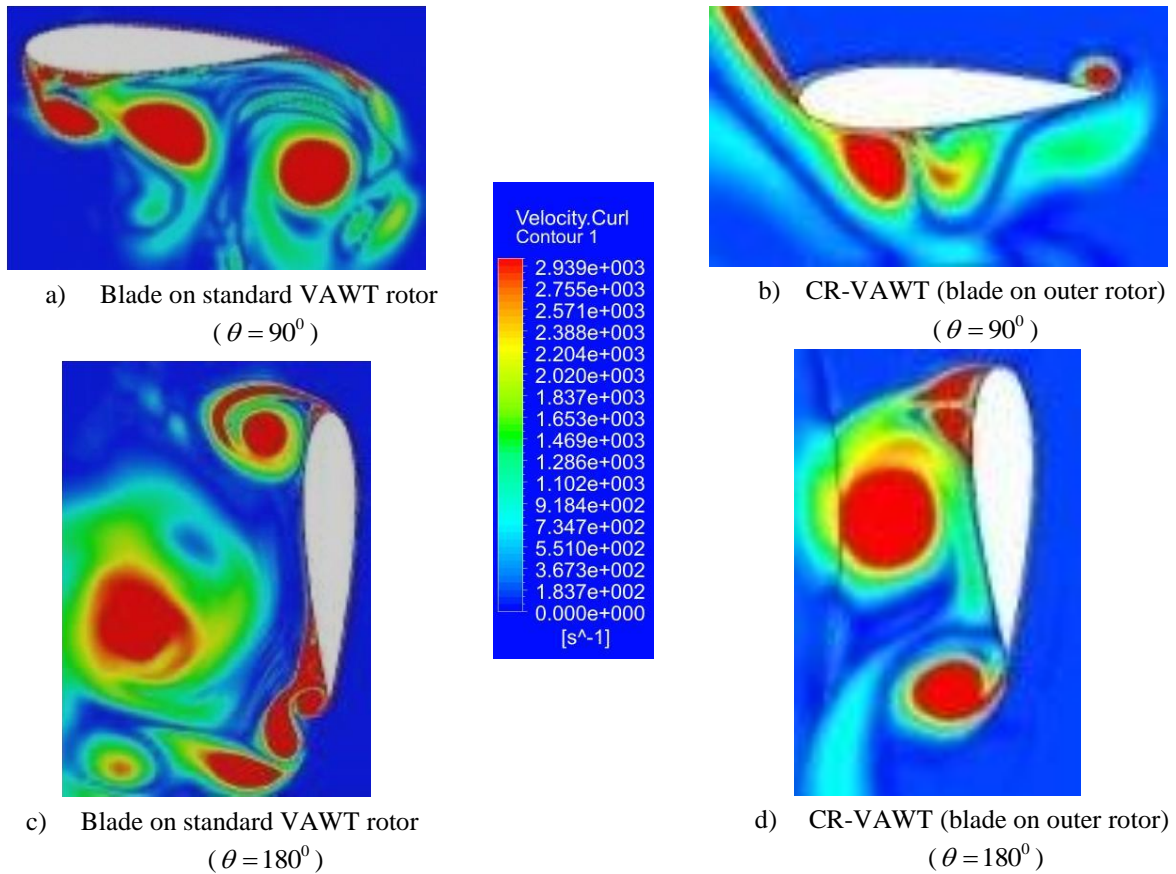 a) Blade on standard VAWT rotor
(θ = 90⁰)
b) CR-VAWT (blade on outer rotor)
(θ = 90⁰)
Velocity.Curl
Contour 1
2.939e+003
2.755e+003
2.571e+003
2.388e+003
2.204e+003
2.020e+003
1.837e+003
1.653e+003
1.469e+003
1.286e+003
1.102e+003
9.184e+002
7.347e+002
5.510e+002
3.673e+002
1.837e+002
0.000e+000
[s^-1]
c) Blade on standard VAWT rotor
(θ = 180⁰)
d) CR-VAWT (blade on outer rotor)
(θ = 180⁰)